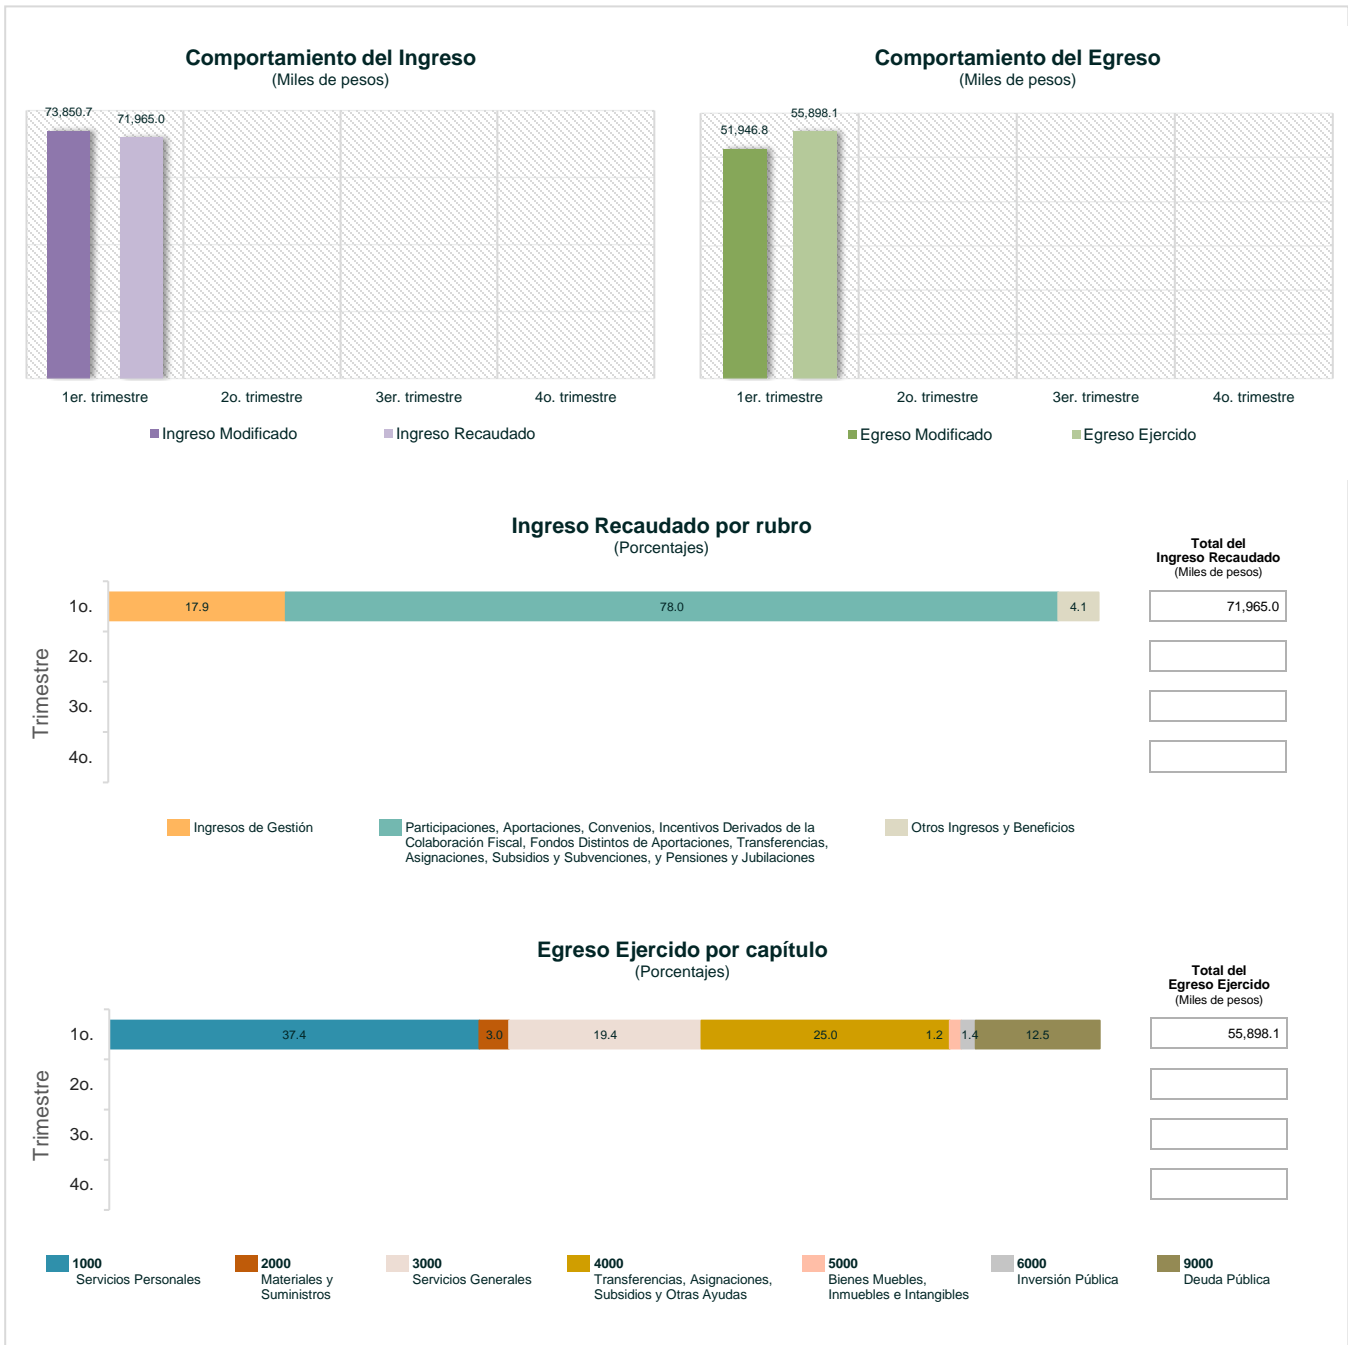 Comportamiento del Ingreso
(Miles de pesos)
73,850.7
71,965.0
1er. trimestre
2o. trimestre
3er. trimestre
4o. trimestre
Ingreso Modificado
Ingreso Recaudado
Comportamiento del Egreso
(Miles de pesos)
51,946.8
55,898.1
1er. trimestre
2o. trimestre
3er. trimestre
4o. trimestre
Egreso Modificado
Egreso Ejercido
Ingreso Recaudado por rubro
(Porcentajes)
Total del
Ingreso Recaudado
(Miles de pesos)
Trimestre
1o.
17.9
78.0
4.1
71,965.0
2o.
3o.
4o.
Ingresos de Gestión
Participaciones, Aportaciones, Convenios, Incentivos Derivados de la
Colaboración Fiscal, Fondos Distintos de Aportaciones, Transferencias,
Asignaciones, Subsidios y Subvenciones, y Pensiones y Jubilaciones
Otros Ingresos y Beneficios
Egreso Ejercido por capítulo
(Porcentajes)
Total del
Egreso Ejercido
(Miles de pesos)
Trimestre
1o.
37.4
3.0
19.4
25.0
1.2
1.4
12.5
55,898.1
2o.
3o.
4o.
1000
Servicios Personales
2000
Materiales y
Suministros
3000
Servicios Generales
4000
Transferencias, Asignaciones,
Subsidios y Otras Ayudas
5000
Bienes Muebles,
Inmuebles e Intangibles
6000
Inversión Pública
9000
Deuda Pública